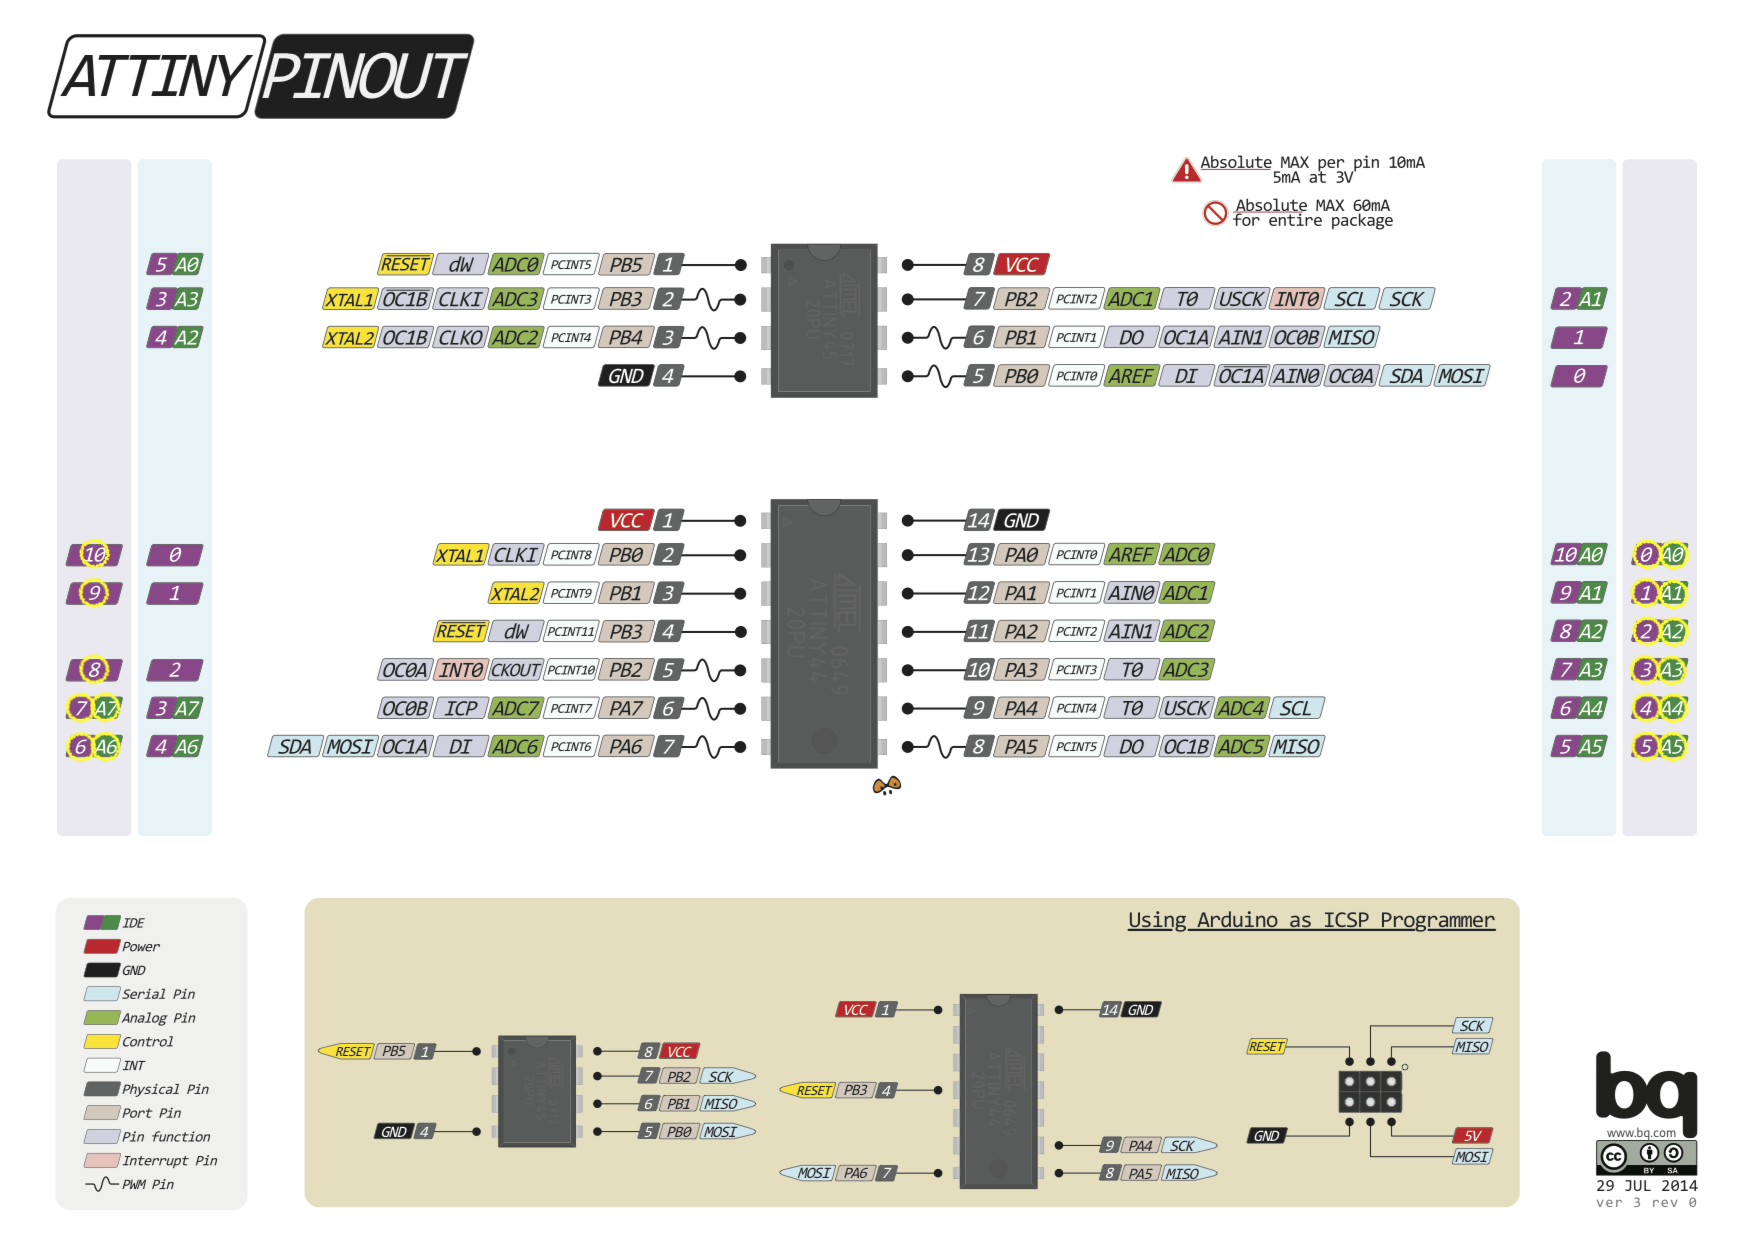 ATTINY PINOUT
Absolute MAX per pin 10mA
5mA at 3V
Absolute MAX 60mA
for entire package
5 A0 RESET dW ADC0 PCINT5 PB5 1 8 VCC
3 A3 XTAL1 OC1B CLKI ADC3 PCINT3 PB3 2 7 PB2 PCINT2 ADC1 T0 USCK INT0 SCL SCK 2 A1
4 A2 XTAL2 OC1B CLKO ADC2 PCINT4 PB4 3 6 PB1 PCINT1 DO OC1A AIN1 OC0B MISO 1
GND 4 5 PB0 PCINT0 AREF DI OC1A AIN0 OC0A SDA MOSI 0
ATMEL 0717
ATTINY45
20PU
VCC 1 14 GND
10 0 XTAL1 CLKI PCINT8 PB0 2 13 PA0 PCINT0 AREF ADC0 10 A0 0 A0
9 1 XTAL2 PCINT9 PB1 3 12 PA1 PCINT1 AIN0 ADC1 9 A1 1 A1
RESET dW PCINT11 PB3 4 11 PA2 PCINT2 AIN1 ADC2 8 A2 2 A2
8 2 OC0A INT0 CKOUT PCINT10 PB2 5 10 PA3 PCINT3 T0 ADC3 7 A3 3 A3
7 A7 3 A7 OC0B ICP ADC7 PCINT7 PA7 6 9 PA4 PCINT4 T0 USCK ADC4 SCL 6 A4 4 A4
6 A6 4 A6 SDA MOSI OC1A DI ADC6 PCINT6 PA6 7 8 PA5 PCINT5 DO OC1B ADC5 MISO 5 A5 5 A5
ATMEL 0649
ATTINY44
20PU
IDE
Power
GND
Serial Pin
Analog Pin
Control
INT
Physical Pin
Port Pin
Pin function
Interrupt Pin
PWM Pin
Using Arduino as ICSP Programmer
RESET PB5 1 8 VCC
7 PB2 SCK
6 PB1 MISO
GND 4 5 PB0 MOSI
VCC 1 14 GND
RESET PB3 4
9 PA4 SCK
MOSI PA6 7 8 PA5 MISO
ATMEL 0649
ATTINY44
20PU
SCK
RESET MISO
GND 5V
MOSI
bq
www.bq.com
cc BY SA
29 JUL 2014
ver 3 rev 0